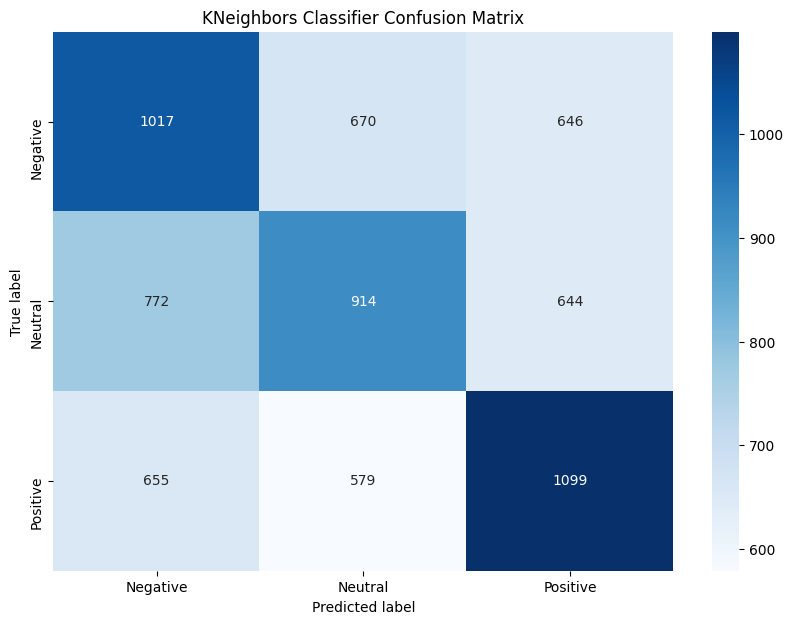 KNeighbors Classifier Confusion Matrix
True label
Negative
1017 670 646
Neutral
772 914 644
Positive
655 579 1099
Negative Neutral Positive
Predicted label
1000
900
800
700
600